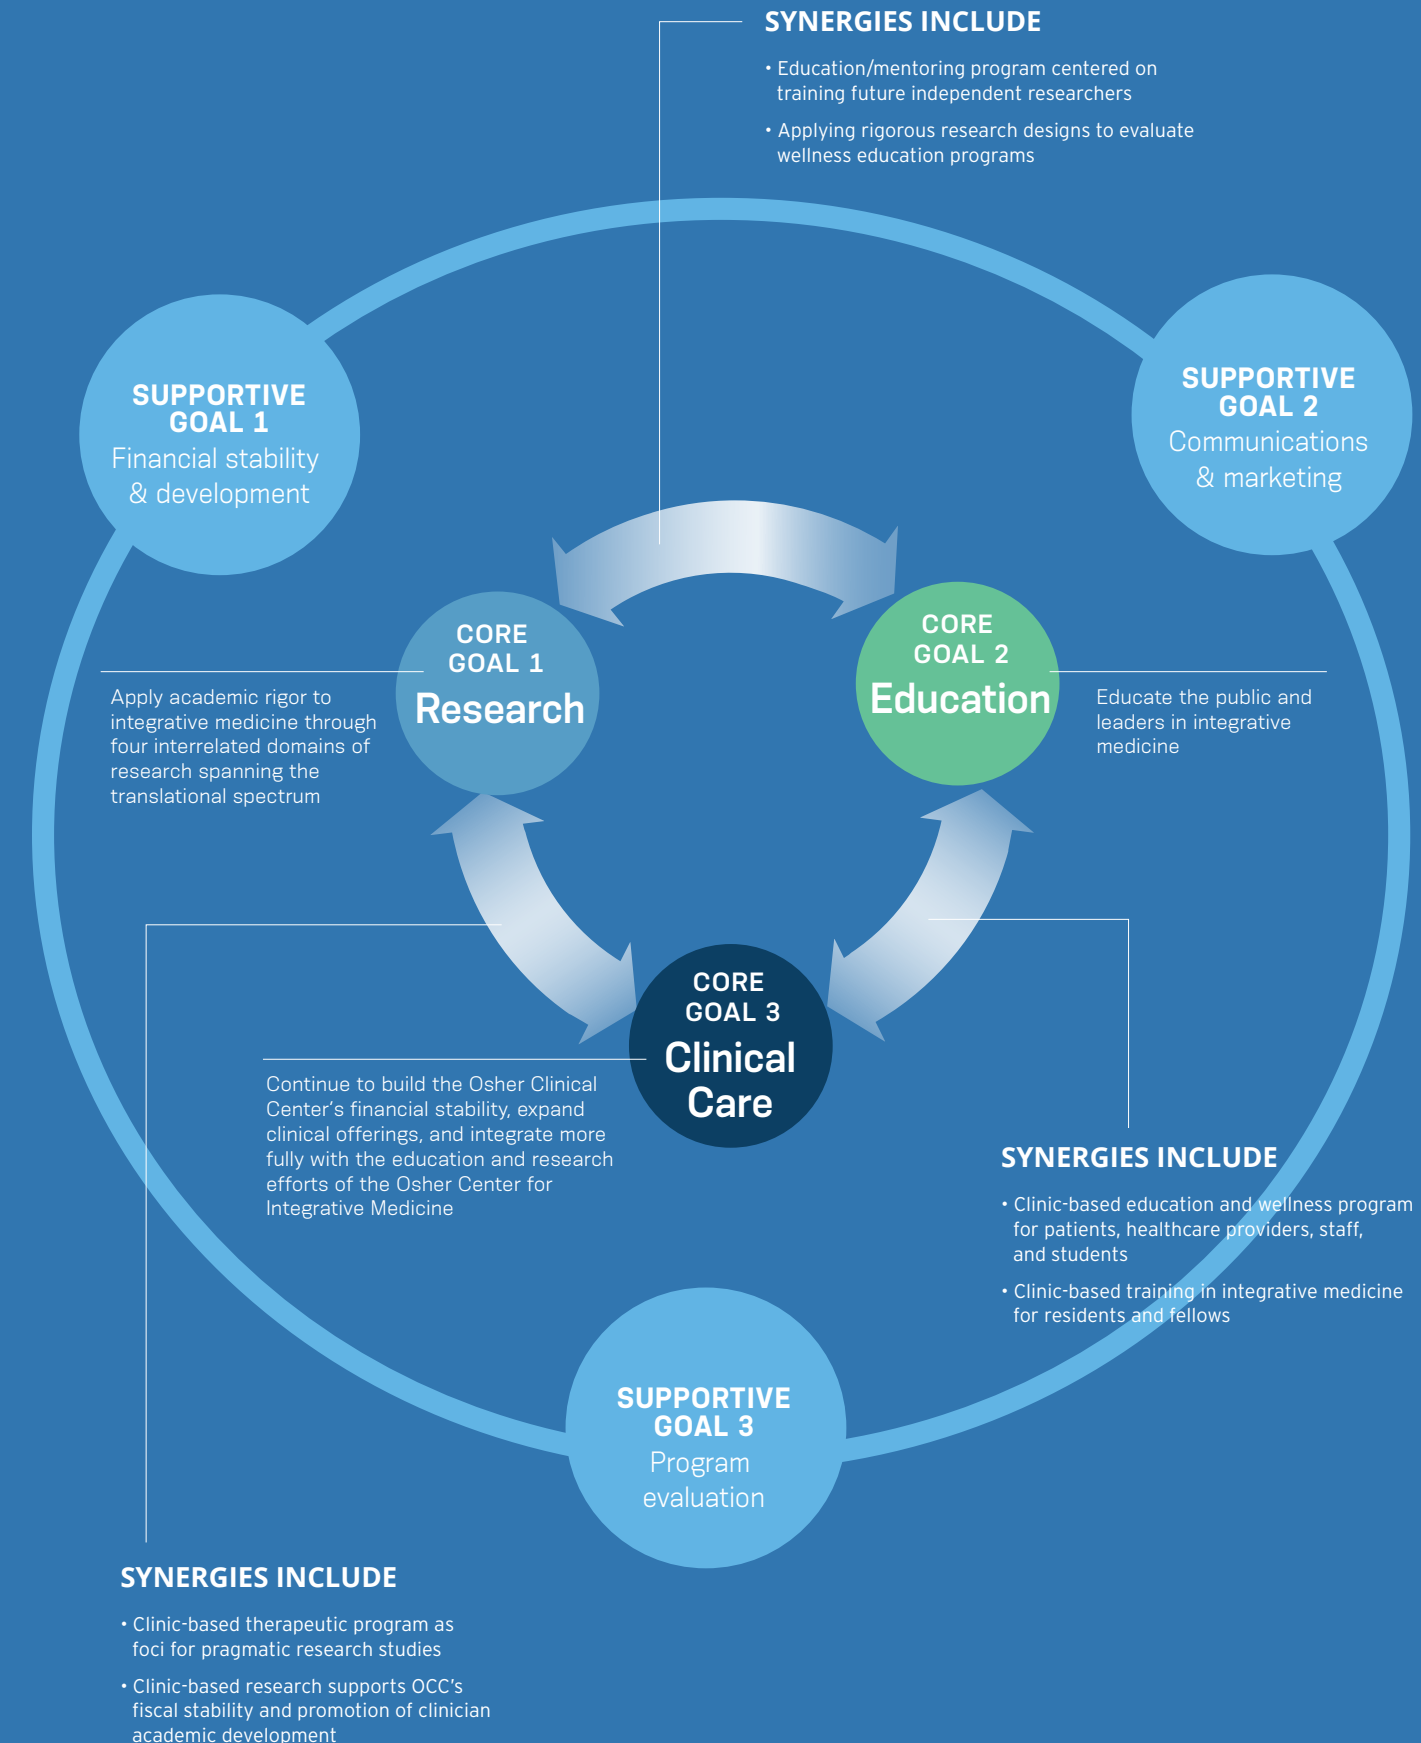 SYNERGIES INCLUDE
• Education/mentoring program centered on
training future independent researchers
• Applying rigorous research designs to evaluate
wellness education programs
SUPPORTIVE
GOAL 1
Financial stability
& development
SUPPORTIVE
GOAL 2
Communications
& marketing
CORE
GOAL 1
Research
CORE
GOAL 2
Education
Apply academic rigor to
integrative medicine through
four interrelated domains of
research spanning the
translational spectrum
Educate the public and
leaders in integrative
medicine
CORE
GOAL 3
Clinical
Care
Continue to build the Osher Clinical
Center's financial stability, expand
clinical offerings, and integrate more
fully with the education and research
efforts of the Osher Center for
Integrative Medicine
SYNERGIES INCLUDE
• Clinic-based education and wellness program
for patients, healthcare providers, staff,
and students
• Clinic-based training in integrative medicine
for residents and fellows
SUPPORTIVE
GOAL 3
Program
evaluation
SYNERGIES INCLUDE
• Clinic-based therapeutic program as
foci for pragmatic research studies
• Clinic-based research supports OCC's
fiscal stability and promotion of clinician
academic development